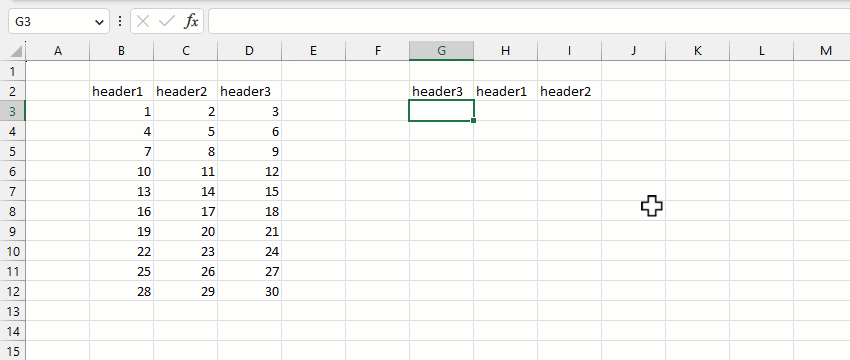 G3 fx
A B C D E F G H I J K L M
1
2 header1 header2 header3 header3 header1 header2
3 1 2 3
4 4 5 6
5 7 8 9
6 10 11 12
7 13 14 15
8 16 17 18
9 19 20 21
10 22 23 24
11 25 26 27
12 28 29 30
13
14
15